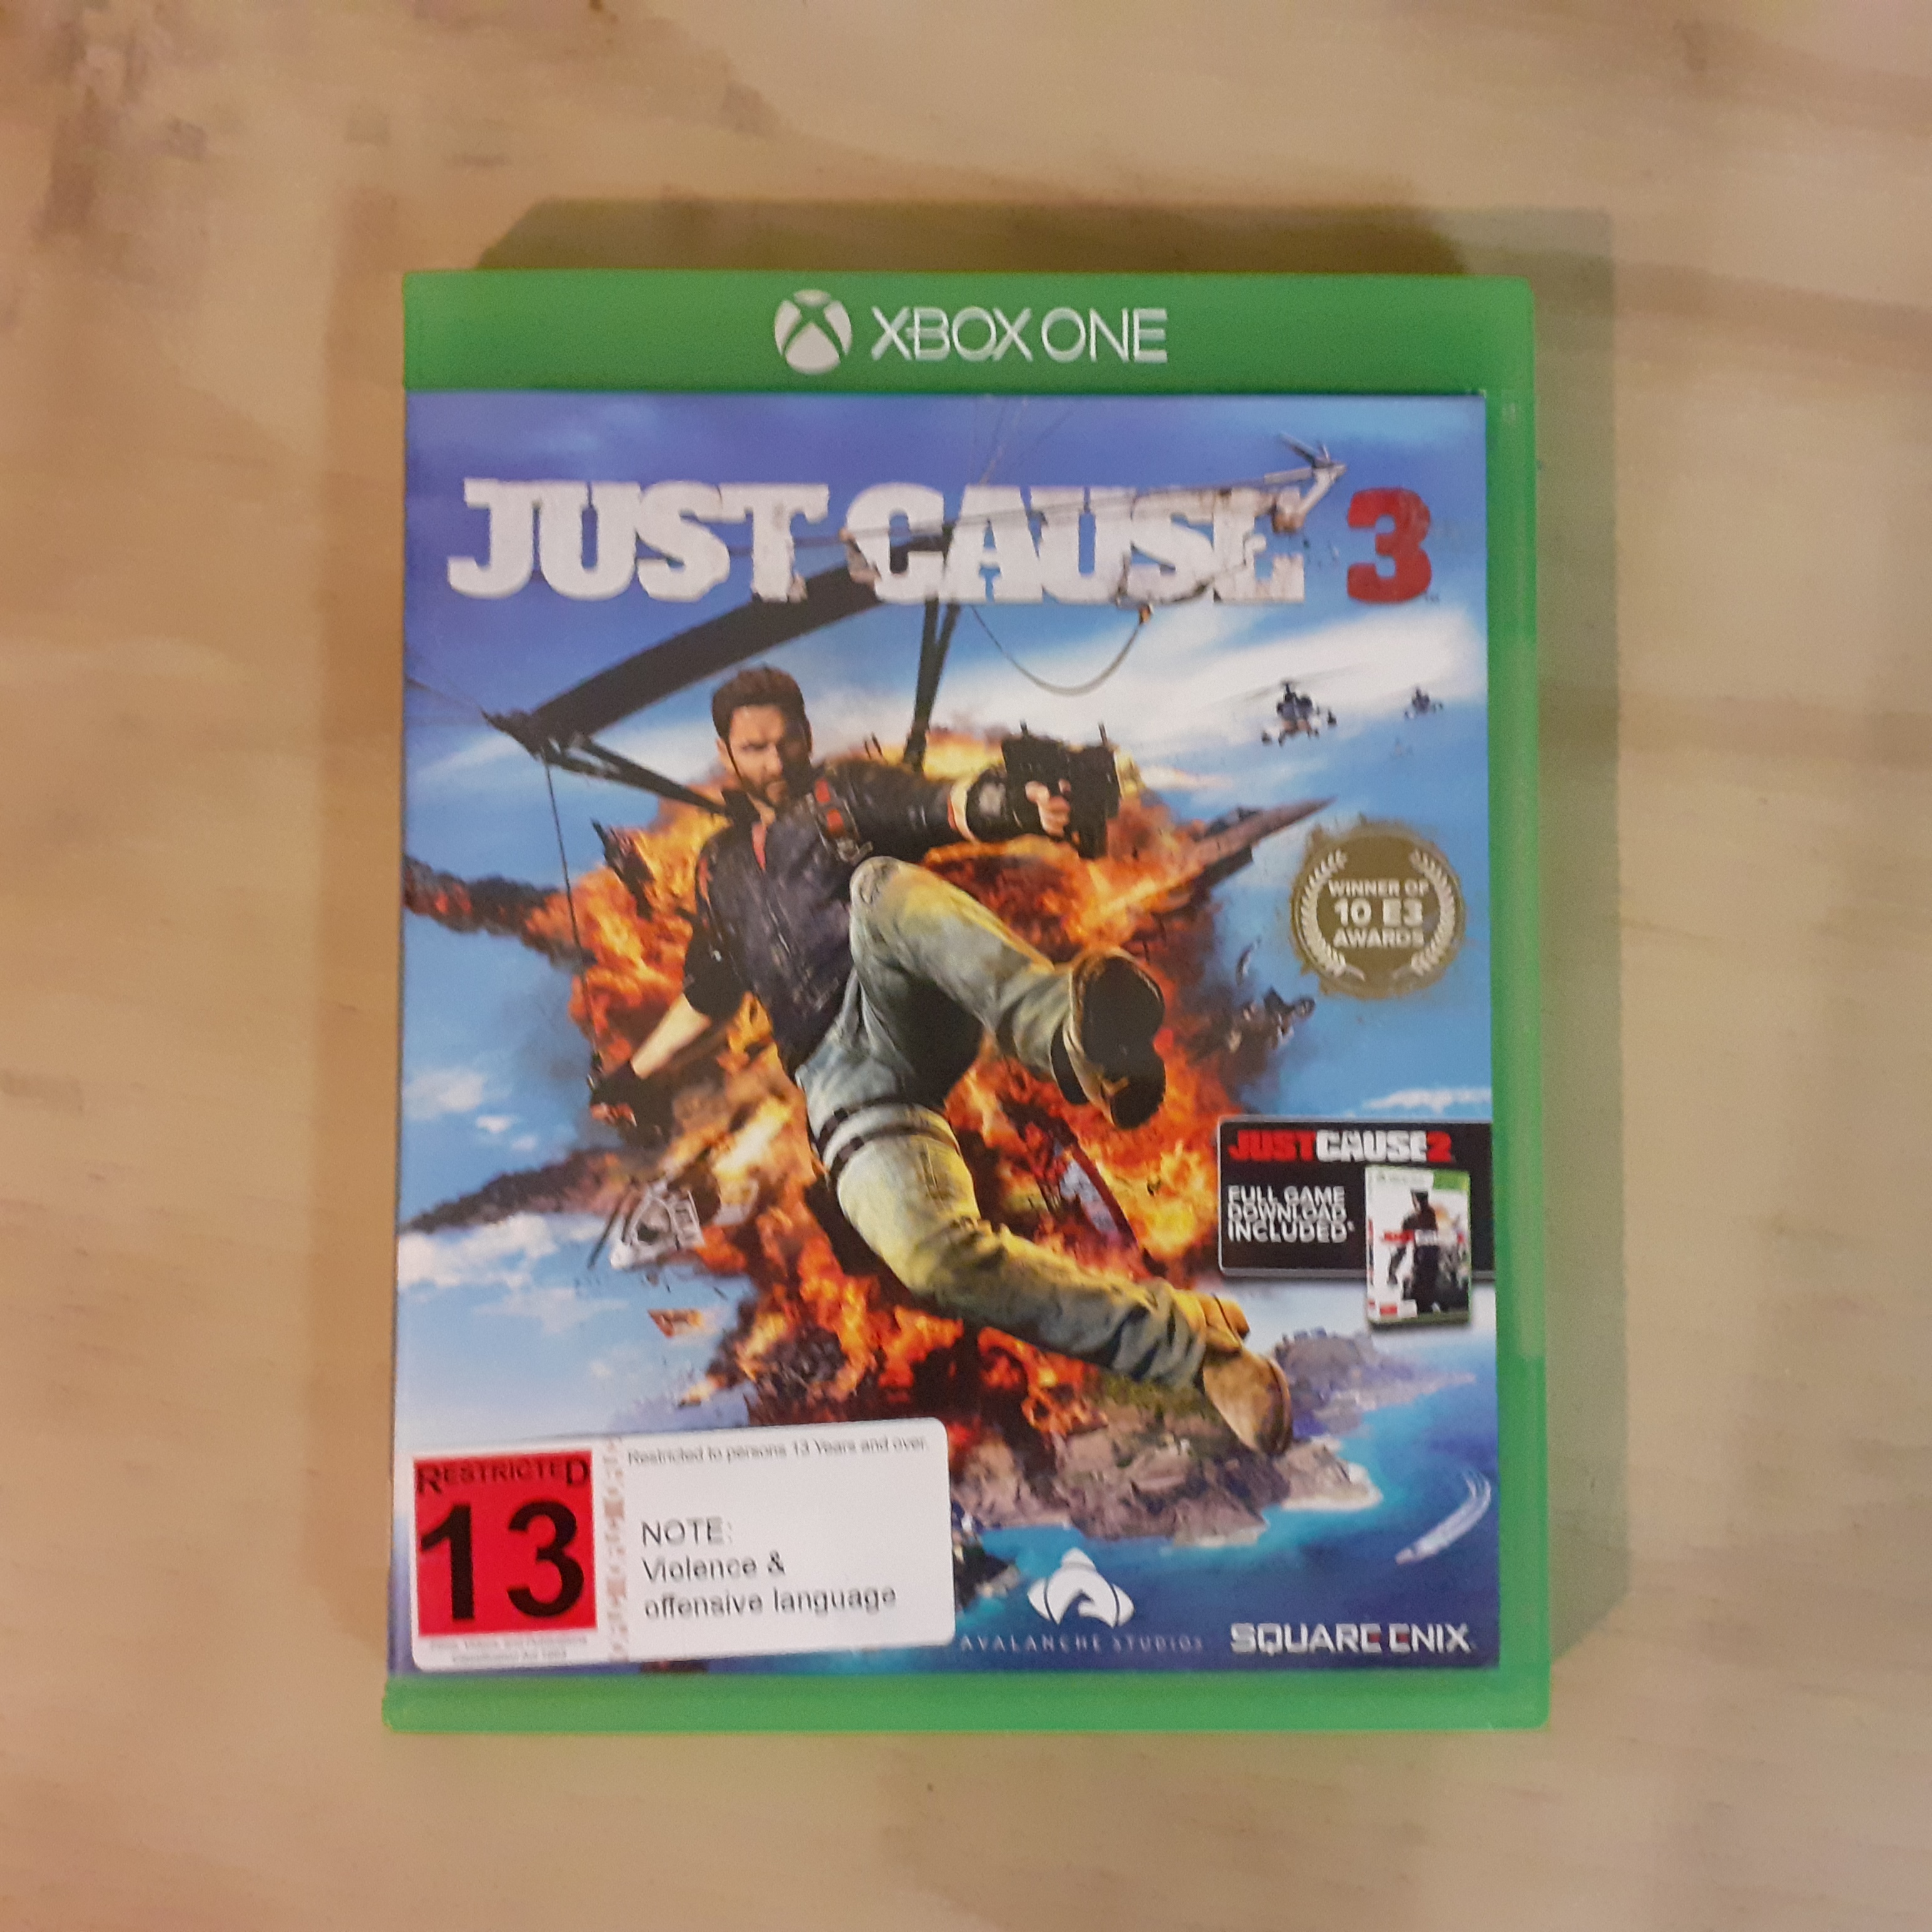 XBOX ONE
JUST CAUSE 3
WINNER OF
10 E3
AWARDS
JUST CAUSE 2
FULL GAME
DOWNLOAD
INCLUDED*
RESTRICTED
13
Restricted to persons 13 Years and over.
NOTE:
Violence &
offensive language
AVALANCHE STUDIOS
SQUARE ENIX